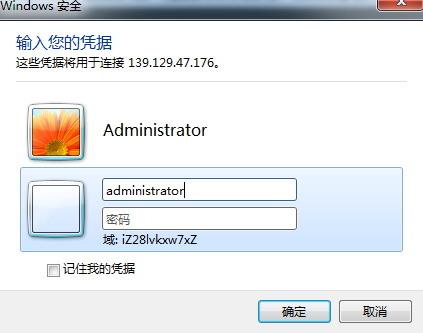 Windows 安全
输入您的凭据
这些凭据将用于连接 139.129.47.176。
Administrator
administrator
密码
域: iZ28lvkxw7xZ
记住我的凭据
确定
取消